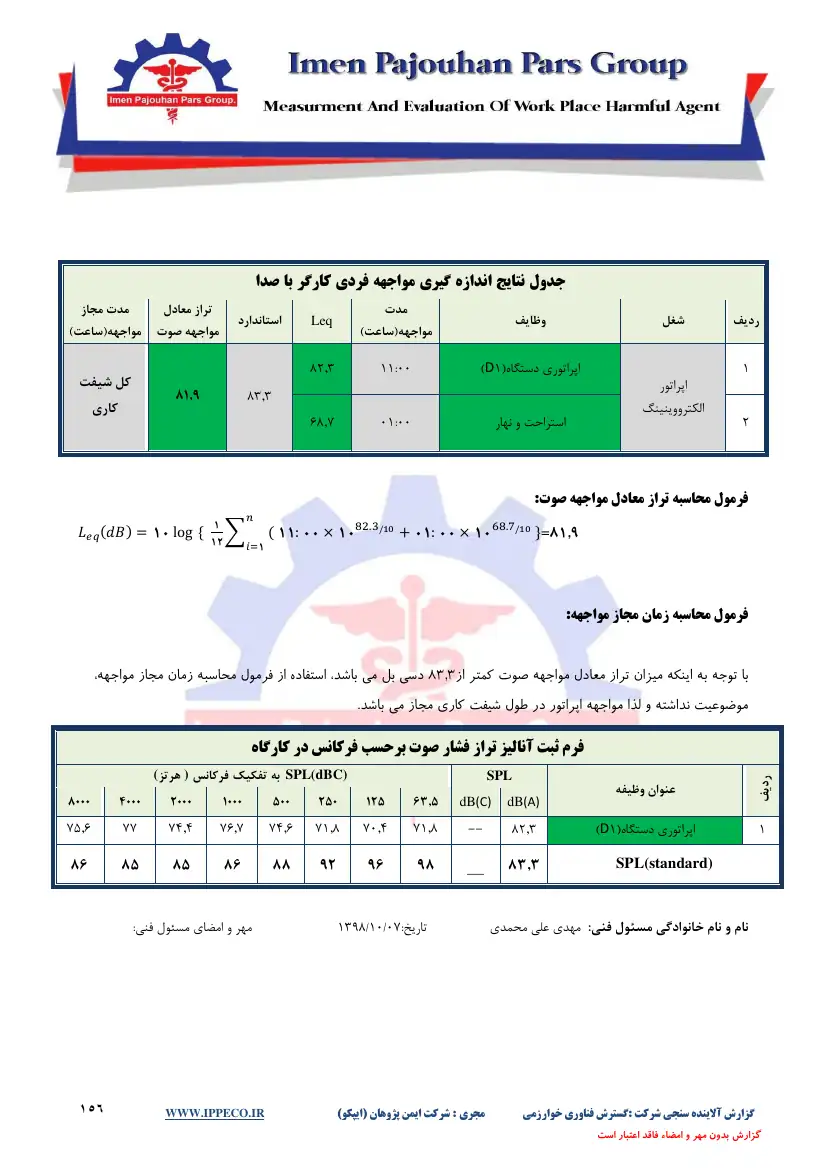 Imen Pajouhan Pars Group
Imen Pajouhan Pars Group.
Measurment And Evaluation Of Work Place Harmful Agent
جدول نتایج اندازه گیری مواجهه فردی کارگر با صدا
ردیف شغل وظایف مدت مواجهه(ساعت) Leq استاندارد تراز معادل مواجهه صوت مدت مجاز مواجهه(ساعت)
۱ اپراتور الکتروونینگ اپراتوری دستگاه(D۱) ۱۱:۰۰ ۸۲,۳ ۸۳,۳ ۸۱,۹ کل شیفت کاری
۲ استراحت و نهار ۰۱:۰۰ ۶۸,۷
فرمول محاسبه تراز معادل مواجهه صوت:
L_eq(dB) = ۱۰ log { ۱/۱۲ ∑_{i=۱}^{n} ( ۱۱: ۰۰ × ۱۰^{82.3/10} + ۰۱: ۰۰ × ۱۰^{68.7/10} }=۸۱,۹
فرمول محاسبه زمان مجاز مواجهه:
با توجه به اینکه میزان تراز معادل مواجهه صوت کمتر از۸۳,۳ دسی بل می باشد، استفاده از فرمول محاسبه زمان مجاز مواجهه،
موضوعیت نداشته و لذا مواجهه اپراتور در طول شیفت کاری مجاز می باشد.
فرم ثبت آنالیز تراز فشار صوت برحسب فرکانس در کارگاه
ردیف عنوان وظیفه SPL SPL(dBC) به تفکیک فرکانس ( هرتز)
dB(A) dB(C) ۶۳,۵ ۱۲۵ ۲۵۰ ۵۰۰ ۱۰۰۰ ۲۰۰۰ ۴۰۰۰ ۸۰۰۰
۱ اپراتوری دستگاه(D۱) ۸۲,۳ -- ۷۱,۸ ۷۰,۴ ۷۱,۸ ۷۴,۶ ۷۶,۷ ۷۴,۴ ۷۷ ۷۵,۶
SPL(standard) ۸۳,۳ __ ۹۸ ۹۶ ۹۲ ۸۸ ۸۶ ۸۵ ۸۵ ۸۶
نام و نام خانوادگی مسئول فنی: مهدی علی محمدی تاریخ:۱۳۹۸/۱۰/۰۷ مهر و امضای مسئول فنی:
گزارش آلاینده سنجی شرکت :گسترش فناوری خوارزمی مجری : شرکت ایمن پژوهان (ایپکو) WWW.IPPECO.IR ۱۵۶
گزارش بدون مهر و امضاء فاقد اعتبار است